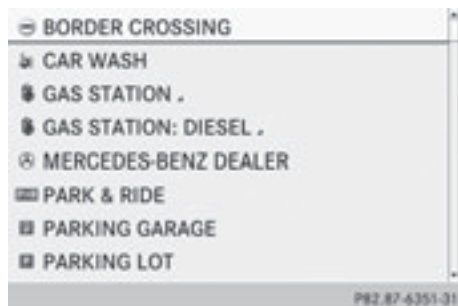 BORDER CROSSING
CAR WASH
GAS STATION .
GAS STATION: DIESEL .
MERCEDES-BENZ DEALER
PARK & RIDE
PARKING GARAGE
PARKING LOT
P82.87-6351-31